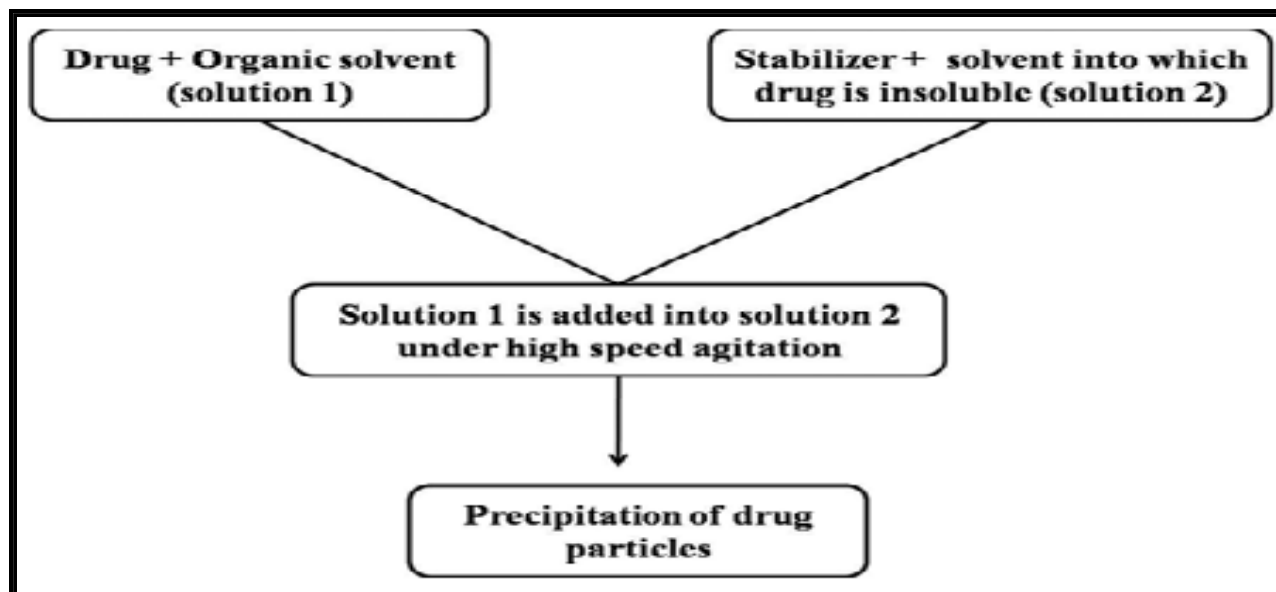 Drug + Organic solvent
(solution 1)
Stabilizer + solvent into which
drug is insoluble (solution 2)
Solution 1 is added into solution 2
under high speed agitation
Precipitation of drug
particles